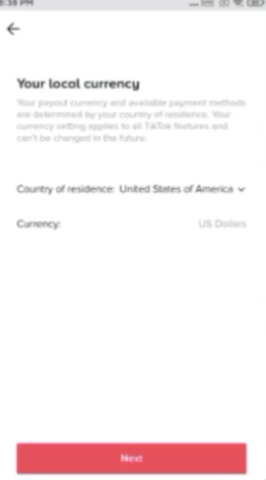 8:38 PM
Your local currency
Your payout currency and available payment methods
are determined by your country of residence. Your
currency setting applies to all TikTok features and
can't be changed in the future.
Country of residence: United States of America
Currency: US Dollars
Next